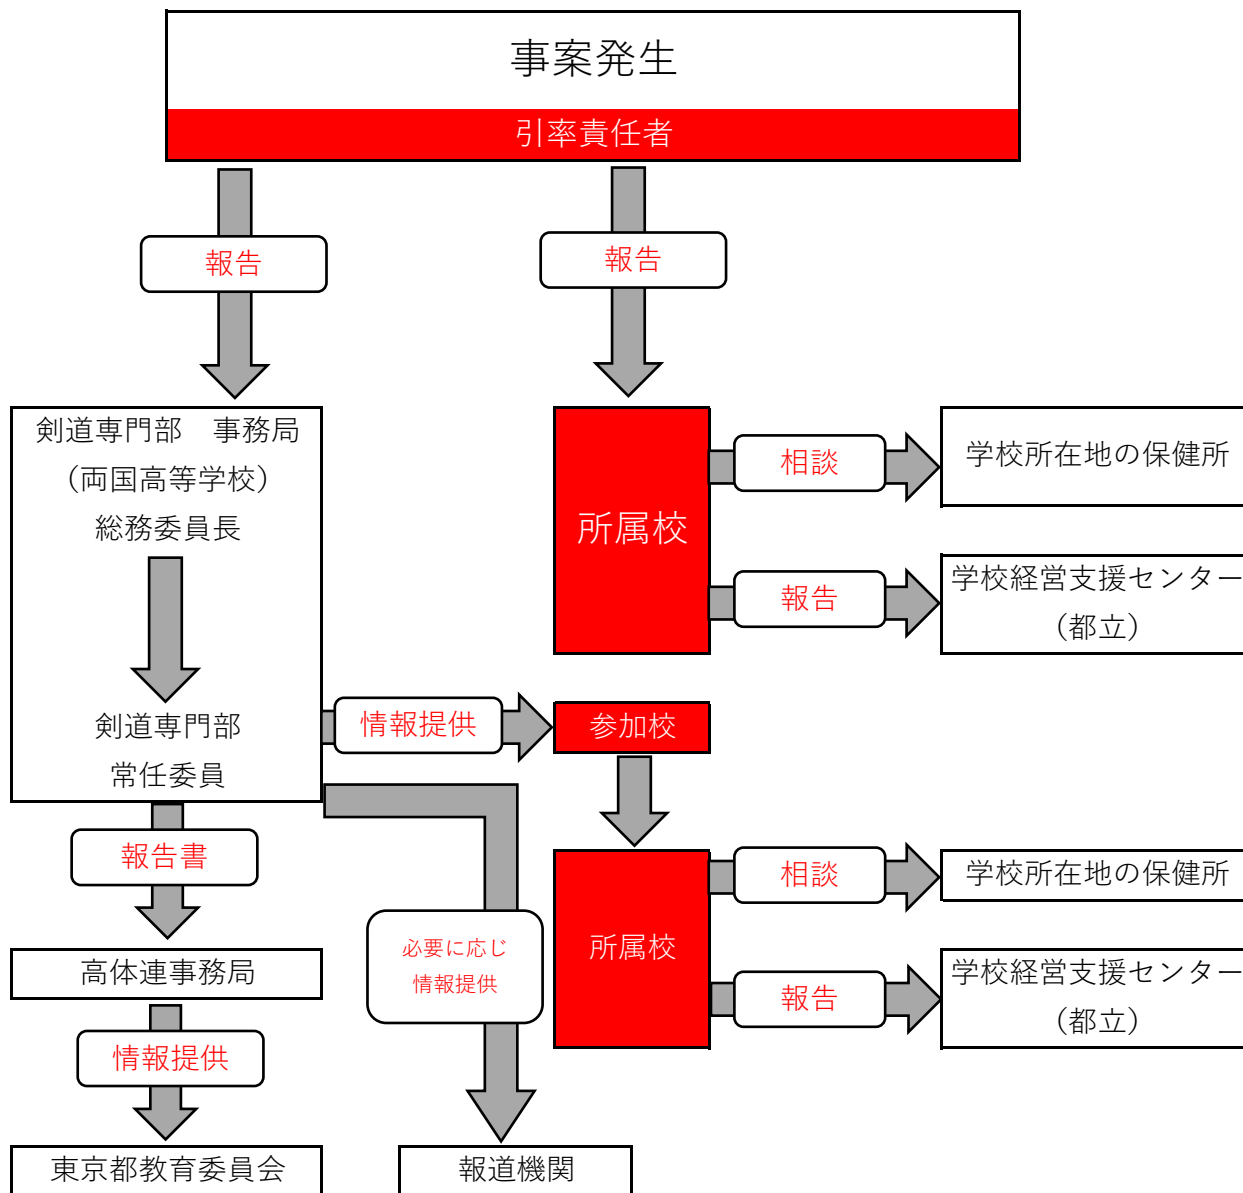 事案発生
引率責任者
報告
報告
剣道専門部　事務局
（両国高等学校）
総務委員長
剣道専門部
常任委員
所属校
相談
学校所在地の保健所
報告
学校経営支援センター
（都立）
情報提供
参加校
報告書
高体連事務局
情報提供
東京都教育委員会
必要に応じ
情報提供
報道機関
所属校
相談
学校所在地の保健所
報告
学校経営支援センター
（都立）